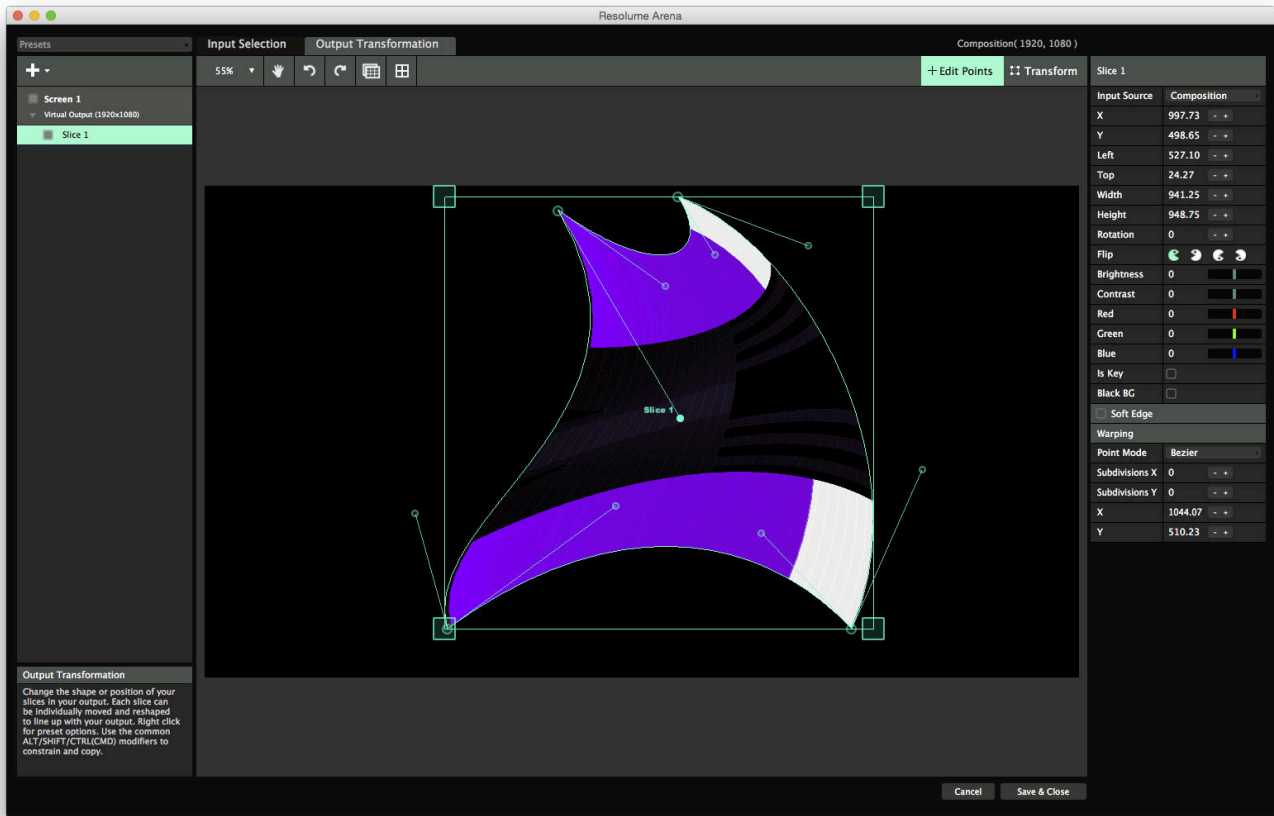 Resolume Arena
Presets
Input Selection
Output Transformation
Composition( 1920, 1080 )
55%
+ Edit Points
Transform
Screen 1
Virtual Output (1920x1080)
Slice 1
Slice 1
Slice 1
Input Source Composition
X 997.73 - +
Y 498.65 - +
Left 527.10 - +
Top 24.27 - +
Width 941.25 - +
Height 948.75 - +
Rotation 0 - +
Flip
Brightness 0
Contrast 0
Red 0
Green 0
Blue 0
Is Key
Black BG
Soft Edge
Warping
Point Mode Bezier
Subdivisions X 0 - +
Subdivisions Y 0 - +
X 1044.07 - +
Y 510.23 - +
Output Transformation
Change the shape or position of your
slices in your output. Each slice can
be individually moved and reshaped
to line up with your output. Right click
for preset options. Use the common
ALT/SHIFT/CTRL(CMD) modifiers to
constrain and copy.
Cancel
Save & Close